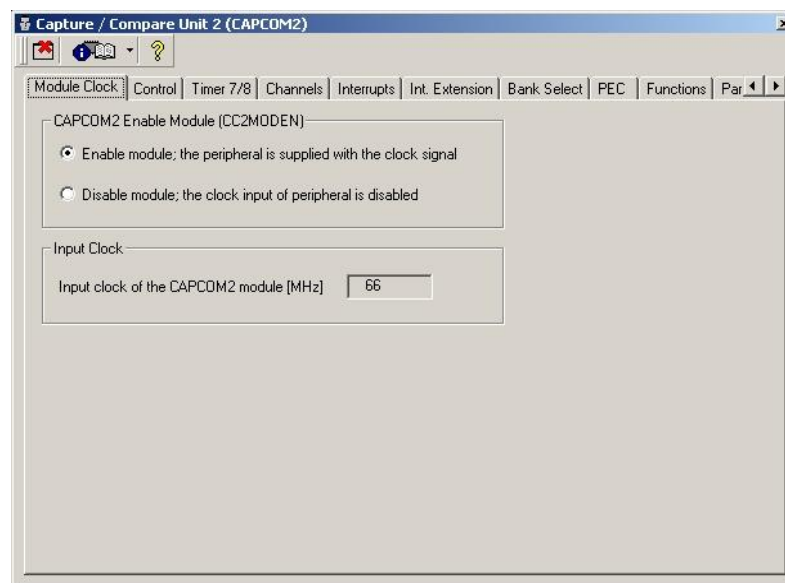 Capture / Compare Unit 2 (CAPCOM2)
Module Clock Control Timer 7/8 Channels Interrupts Int. Extension Bank Select PEC Functions Par
CAPCOM2 Enable Module (CC2MODEN)
Enable module; the peripheral is supplied with the clock signal
Disable module; the clock input of peripheral is disabled
Input Clock
Input clock of the CAPCOM2 module [MHz] 66